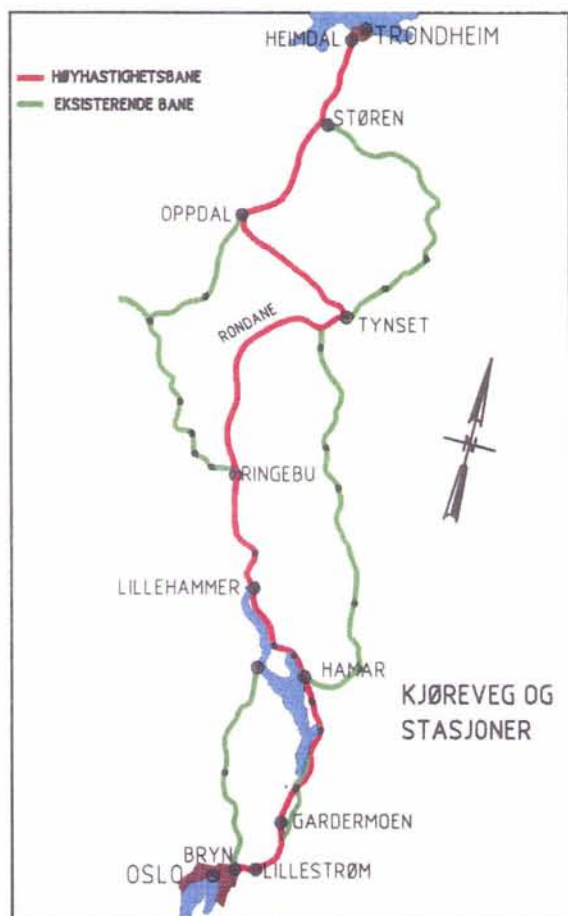 HEIMDAL
TRONDHEIM
HØYHASTIGHETSBANE
EKSISTERENDE BANE
STØREN
OPPDAL
TYNSET
RONDANE
N
RINGEBU
LILLEHAMMER
HAMAR
KJØREVEG OG
STASJONER
GARDERMOEN
BRYN
OSLO
LILLESTRØM